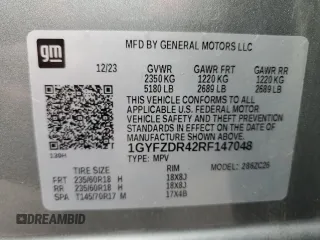 gm
MFD BY GENERAL MOTORS LLC
12/23 GVWR GAWR FRT GAWR RR
2350 KG 1220 KG 1220 KG
5180 LB 2689 LB 2689 LB
THIS VEHICLE CONFORMS TO ALL APPLICABLE
U.S. FEDERAL MOTOR VEHICLE SAFETY, BUMPER,
AND THEFT PREVENTION STANDARDS IN EFFECT
ON THE DATE OF MANUFACTURE SHOWN ABOVE.
1GYFZDR42RF147048
TYPE: MPV
TIRE SIZE RIM
FRT 235/60R18 H 18X8J
RR 235/60R18 H 18X8J
SP T145/70R17 M 17X4B
DREAMBID